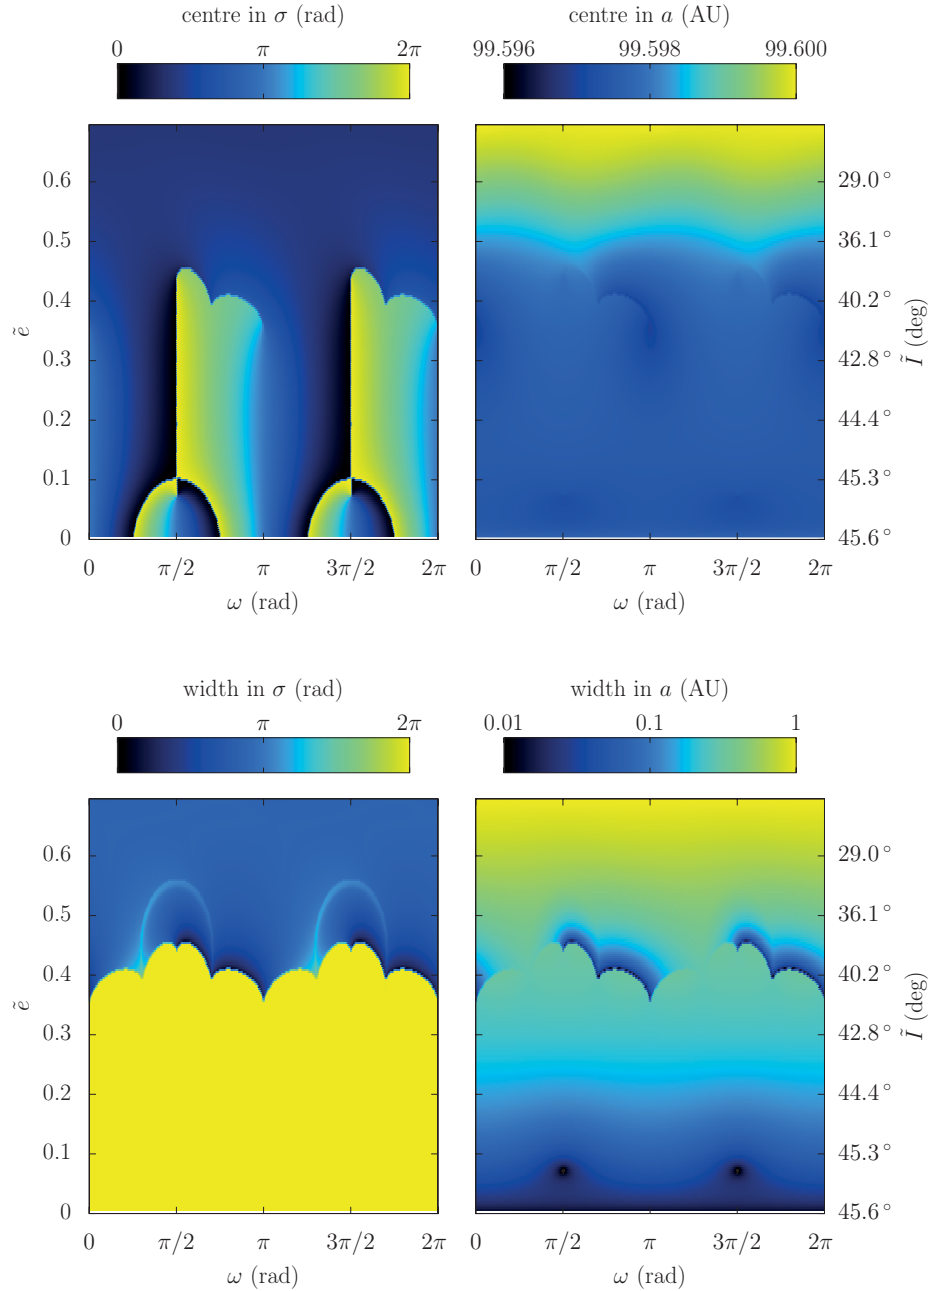 centre in σ (rad) centre in a (AU)
0 π 2π 99.596 99.598 99.600
0.6 29.0°
0.5 36.1°
0.4 40.2°
ẽ 0.3 42.8° Ĩ (deg)
0.2 44.4°
0.1 45.3°
0 45.6°
0 π/2 π 3π/2 2π 0 π/2 π 3π/2 2π
ω (rad) ω (rad)
width in σ (rad) width in a (AU)
0 π 2π 0.01 0.1 1
0.6 29.0°
0.5 36.1°
0.4 40.2°
ẽ 0.3 42.8° Ĩ (deg)
0.2 44.4°
0.1 45.3°
0 45.6°
0 π/2 π 3π/2 2π 0 π/2 π 3π/2 2π
ω (rad) ω (rad)